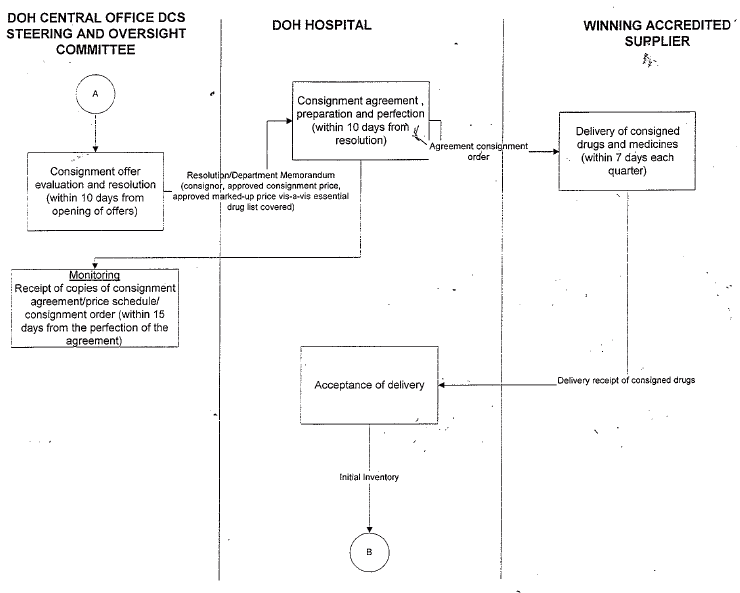 DOH CENTRAL OFFICE DCS
STEERING AND OVERSIGHT
COMMITTEE
DOH HOSPITAL
WINNING ACCREDITED
SUPPLIER
A
Consignment offer
evaluation and resolution
(within 10 days from
opening of offers)
Resolution/Department Memorandum
(consignor, approved consignment price,
approved marked-up price vis-a-vis essential
drug list covered)
Consignment agreement ,
preparation and perfection
(within 10 days from
resolution)
Agreement consignment
order
Delivery of consigned
drugs and medicines
(within 7 days each
quarter)
Monitoring
Receipt of copies of consignment
agreement/price schedule/
consignment order (within 15
days from the perfection of the
agreement)
Acceptance of delivery
Delivery receipt of consigned drugs
Initial Inventory
B